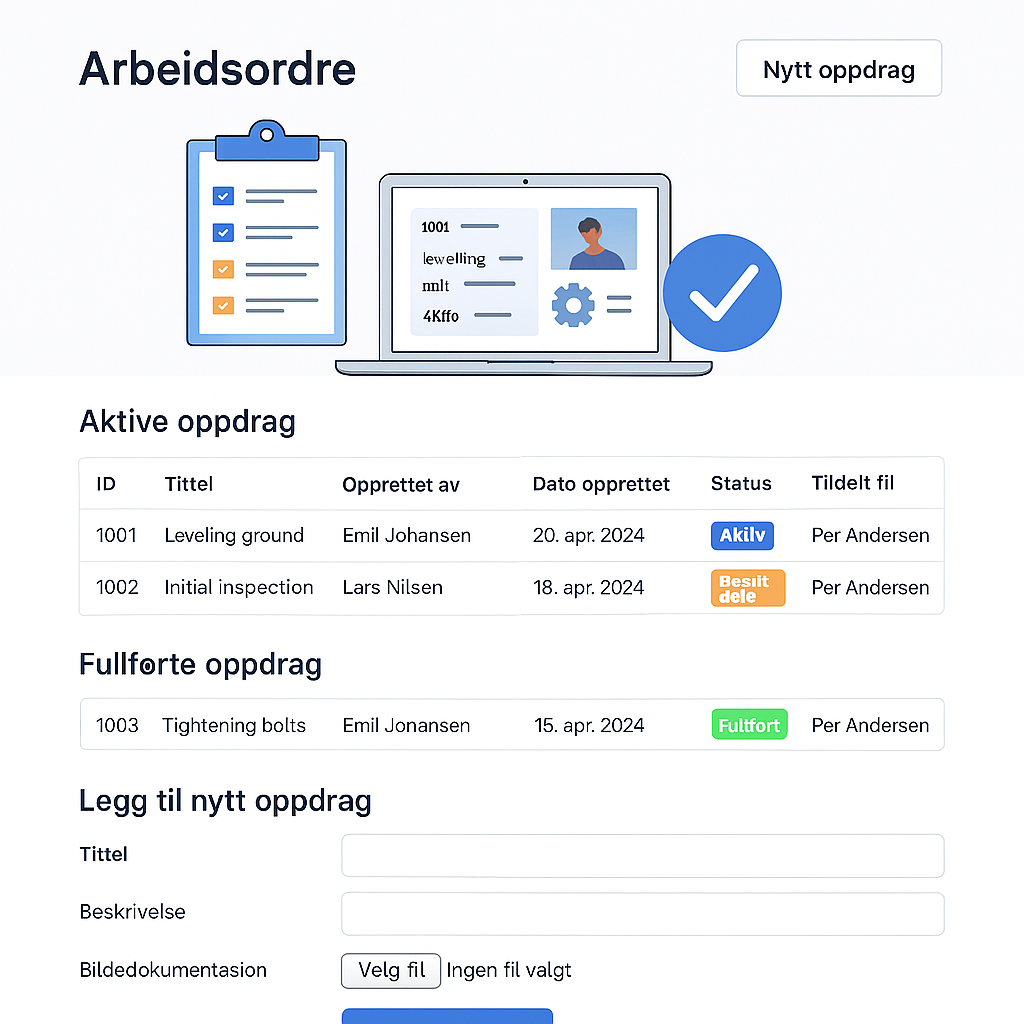 Arbeidsordre
Nytt oppdrag
1001
lewelling
nnlt
4Kffo
Aktive oppdrag
ID Tittel Opprettet av Dato opprettet Status Tildelt fil
1001 Leveling ground Emil Johansen 20. apr. 2024 Akilv Per Andersen
1002 Initial inspection Lars Nilsen 18. apr. 2024 Besıit Per Andersen
dele
Fullførte oppdrag
1003 Tightening bolts Emil Jonansen 15. apr. 2024 Fultfort Per Andersen
Legg til nytt oppdrag
Tittel
Beskrivelse
Bildedokumentasion Velg fil Ingen fil valgt